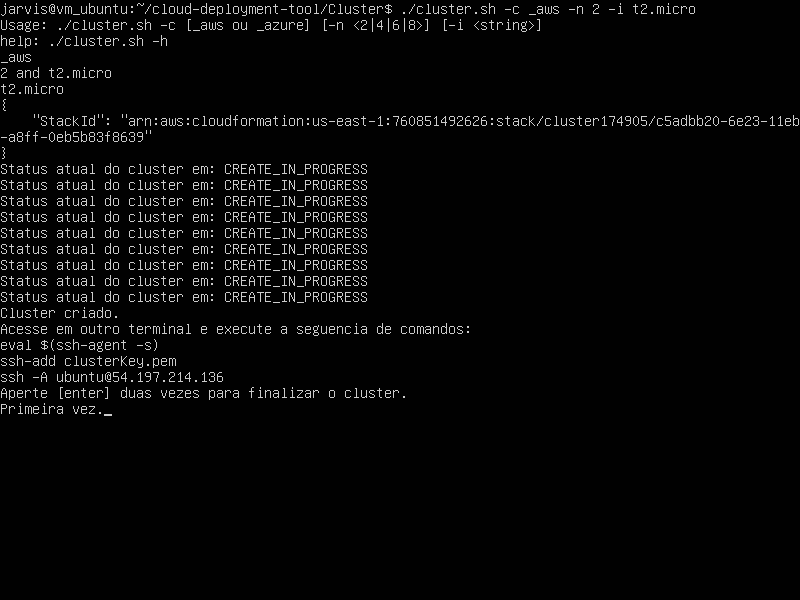 jarvis@vm_ubuntu:~/cloud-deployment-tool/Cluster$ ./cluster.sh -c _aws -n 2 -i t2.micro
Usage: ./cluster.sh -c [_aws ou _azure] [-n <2|4|6|8>] [-i <string>]
help: ./cluster.sh -h
_aws
2 and t2.micro
t2.micro
{
    "StackId": "arn:aws:cloudformation:us-east-1:760851492626:stack/cluster174905/c5adbb20-6e23-11eb
-a8ff-0eb5b83f8639"
}
Status atual do cluster em: CREATE_IN_PROGRESS
Status atual do cluster em: CREATE_IN_PROGRESS
Status atual do cluster em: CREATE_IN_PROGRESS
Status atual do cluster em: CREATE_IN_PROGRESS
Status atual do cluster em: CREATE_IN_PROGRESS
Status atual do cluster em: CREATE_IN_PROGRESS
Status atual do cluster em: CREATE_IN_PROGRESS
Status atual do cluster em: CREATE_IN_PROGRESS
Status atual do cluster em: CREATE_IN_PROGRESS
Cluster criado.
Acesse em outro terminal e execute a seguencia de comandos:
eval $(ssh-agent -s)
ssh-add clusterKey.pem
ssh -A ubuntu@54.197.214.136
Aperte [enter] duas vezes para finalizar o cluster.
Primeira vez._